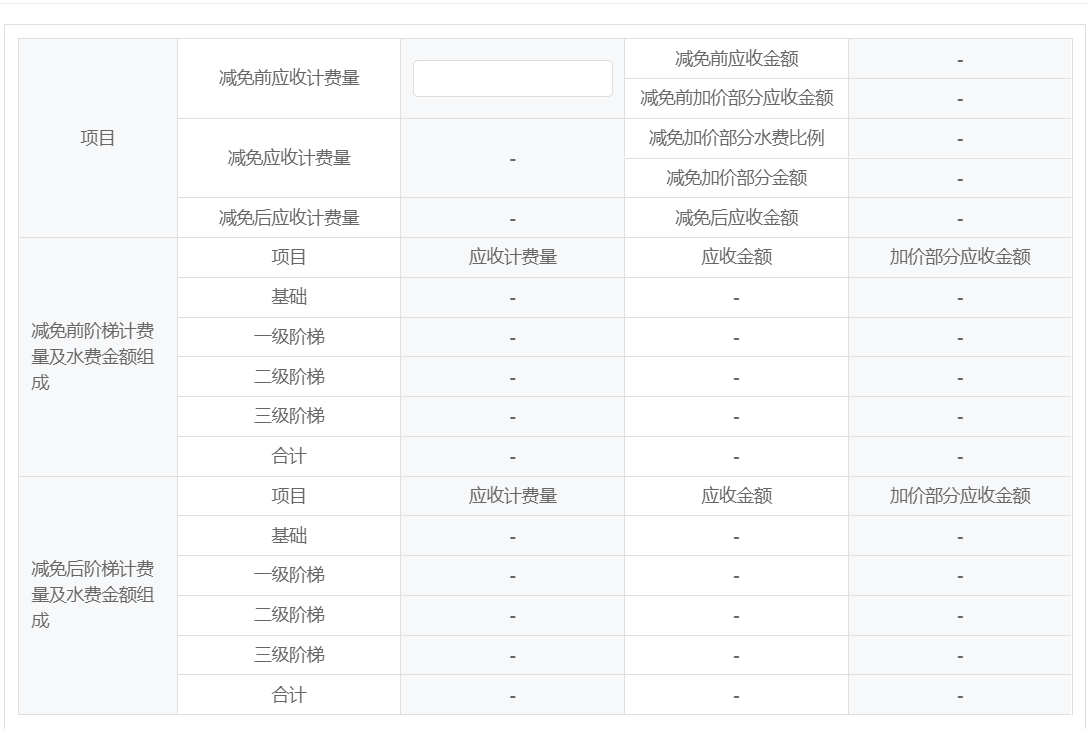 项目
减免前应收计费量
减免前应收金额
-
减免前加价部分应收金额
-
减免应收计费量
-
减免加价部分水费比例
-
减免加价部分金额
-
减免后应收计费量
-
减免后应收金额
-
减免前阶梯计费
量及水费金额组
成
项目
应收计费量
应收金额
加价部分应收金额
基础
-
-
-
一级阶梯
-
-
-
二级阶梯
-
-
-
三级阶梯
-
-
-
合计
-
-
-
减免后阶梯计费
量及水费金额组
成
项目
应收计费量
应收金额
加价部分应收金额
基础
-
-
-
一级阶梯
-
-
-
二级阶梯
-
-
-
三级阶梯
-
-
-
合计
-
-
-